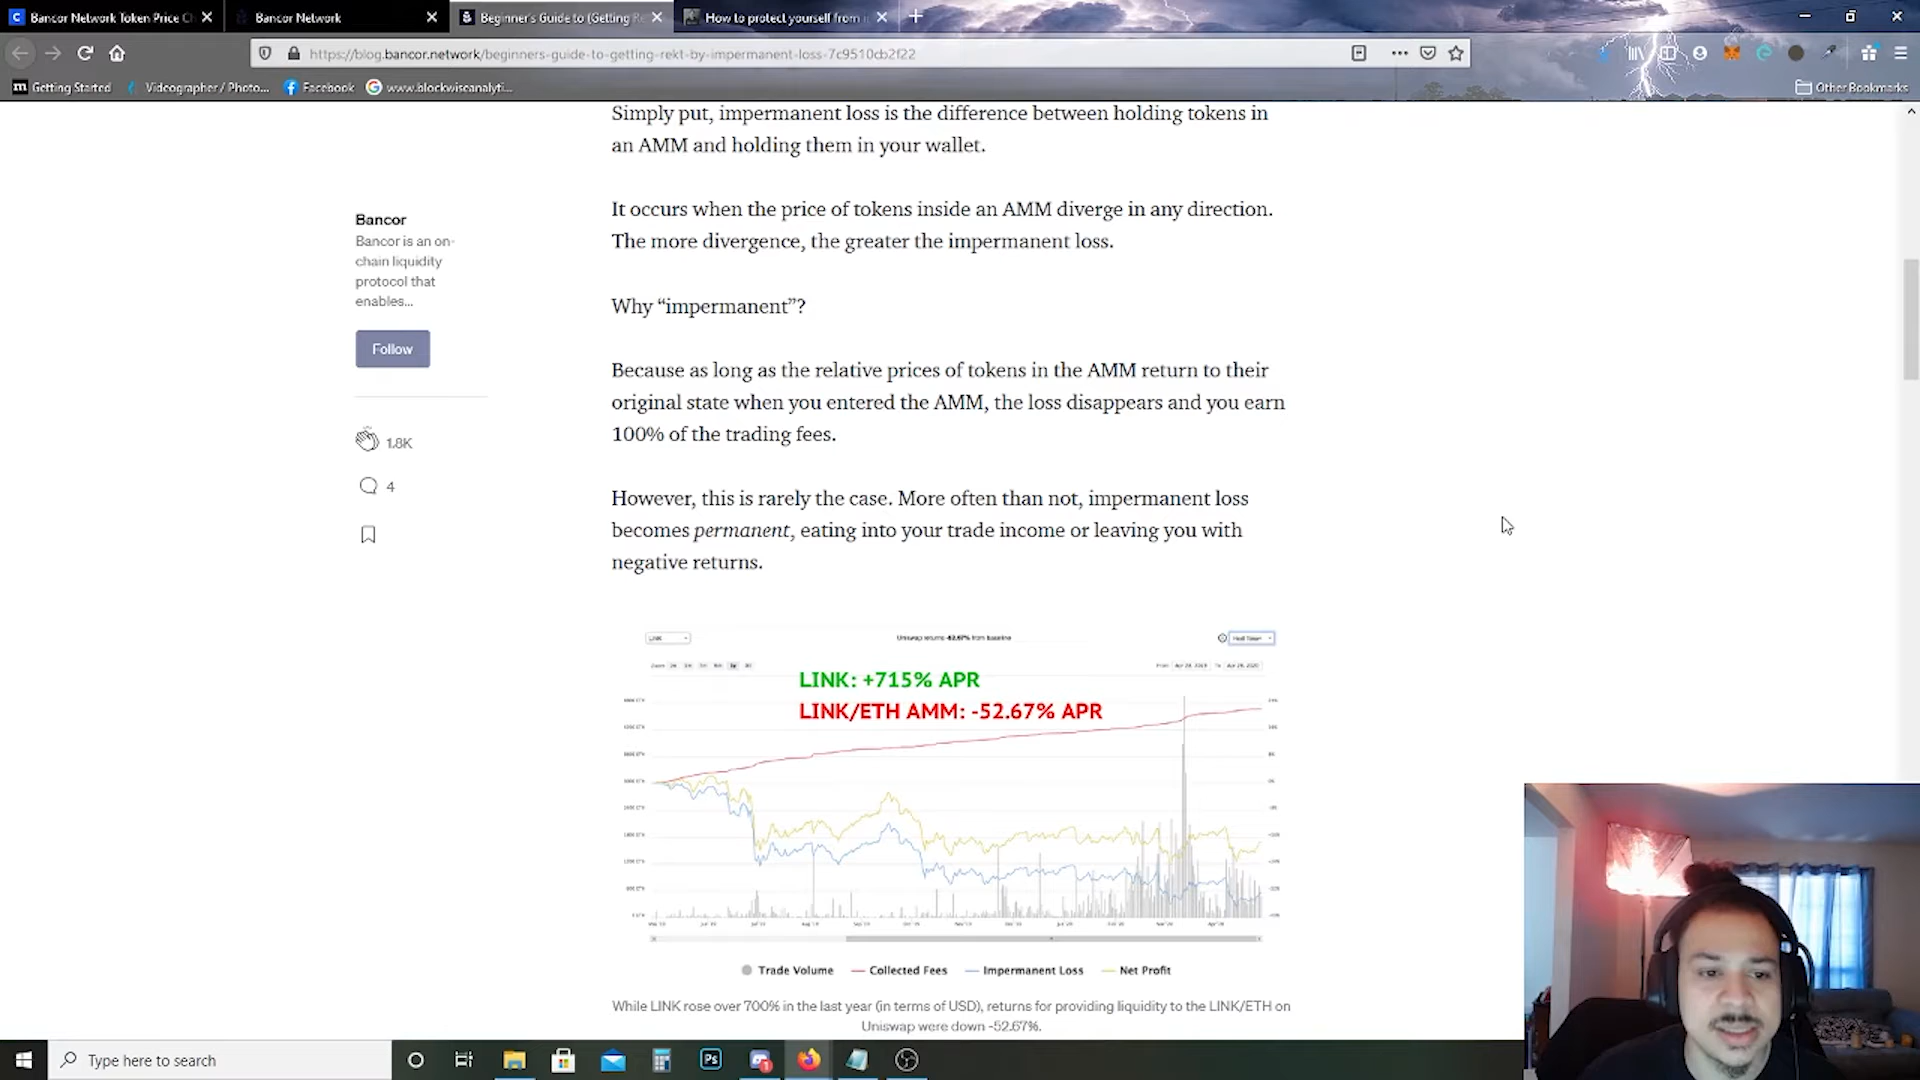 Bancor Network Token Price C
Bancor Network
Beginner's Guide to (Getting Re
How to protect yourself from i
https://blog.bancor.network/beginners-guide-to-getting-rekt-by-impermanent-loss-7c9510cb2f22
Getting Started
Videographer / Photo...
Facebook
www.blockwiseanalyti...
Other Bookmarks
Simply put, impermanent loss is the difference between holding tokens in
an AMM and holding them in your wallet.
Bancor
Bancor is an on-
chain liquidity
protocol that
enables...
Follow
1.8K
4
It occurs when the price of tokens inside an AMM diverge in any direction.
The more divergence, the greater the impermanent loss.
Why “impermanent”?
Because as long as the relative prices of tokens in the AMM return to their
original state when you entered the AMM, the loss disappears and you earn
100% of the trading fees.
However, this is rarely the case. More often than not, impermanent loss
becomes permanent, eating into your trade income or leaving you with
negative returns.
LINK
Uniswap returns -52.67% from baseline
LINK: +715% APR
LINK/ETH AMM: -52.67% APR
Trade Volume
Collected Fees
Impermanent Loss
Net Profit
While LINK rose over 700% in the last year (in terms of USD), returns for providing liquidity to the LINK/ETH on
Uniswap were down -52.67%.
Type here to search
Ps